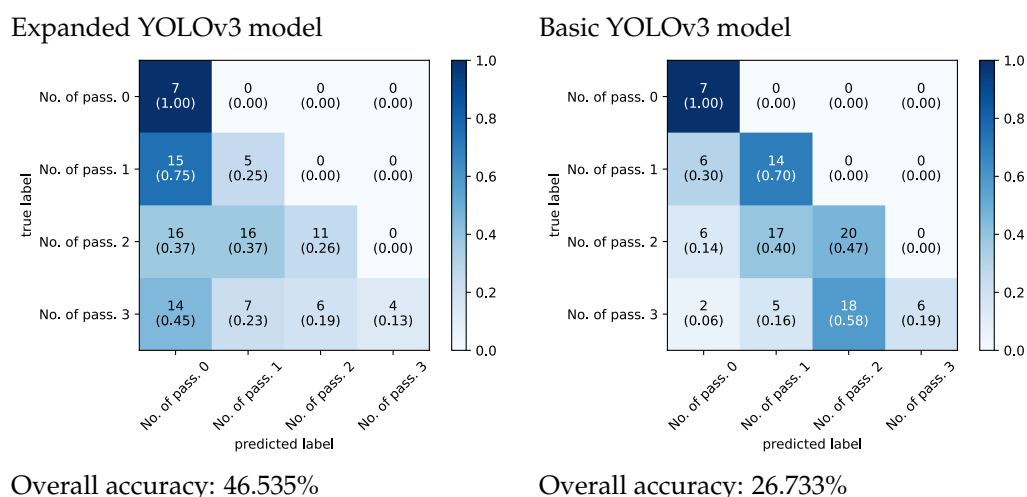 Expanded YOLOv3 model
Basic YOLOv3 model
No. of pass. 0
7 0 0 0
(1.00) (0.00) (0.00) (0.00)
No. of pass. 1
15 5 0 0
(0.75) (0.25) (0.00) (0.00)
No. of pass. 2
16 16 11 0
(0.37) (0.37) (0.26) (0.00)
No. of pass. 3
14 7 6 4
(0.45) (0.23) (0.19) (0.13)
true label
No. of pass. 0
No. of pass. 1
No. of pass. 2
No. of pass. 3
predicted label
1.0
0.8
0.6
0.4
0.2
0.0
No. of pass. 0
7 0 0 0
(1.00) (0.00) (0.00) (0.00)
No. of pass. 1
6 14 0 0
(0.30) (0.70) (0.00) (0.00)
No. of pass. 2
6 17 20 0
(0.14) (0.40) (0.47) (0.00)
No. of pass. 3
2 5 18 6
(0.06) (0.16) (0.58) (0.19)
true label
No. of pass. 0
No. of pass. 1
No. of pass. 2
No. of pass. 3
predicted label
1.0
0.8
0.6
0.4
0.2
0.0
Overall accuracy: 46.535%
Overall accuracy: 26.733%